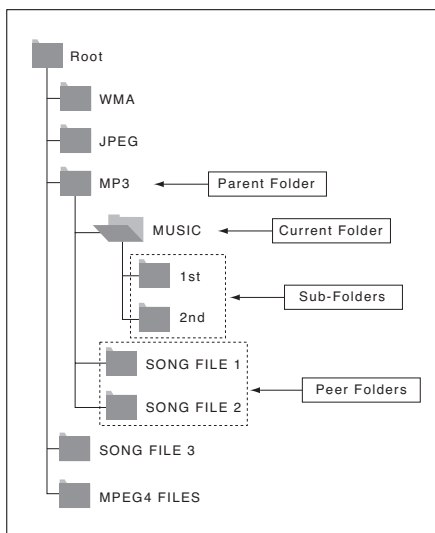 Root
WMA
JPEG
MP3
Parent Folder
MUSIC
Current Folder
1st
Sub-Folders
2nd
SONG FILE 1
Peer Folders
SONG FILE 2
SONG FILE 3
MPEG4 FILES